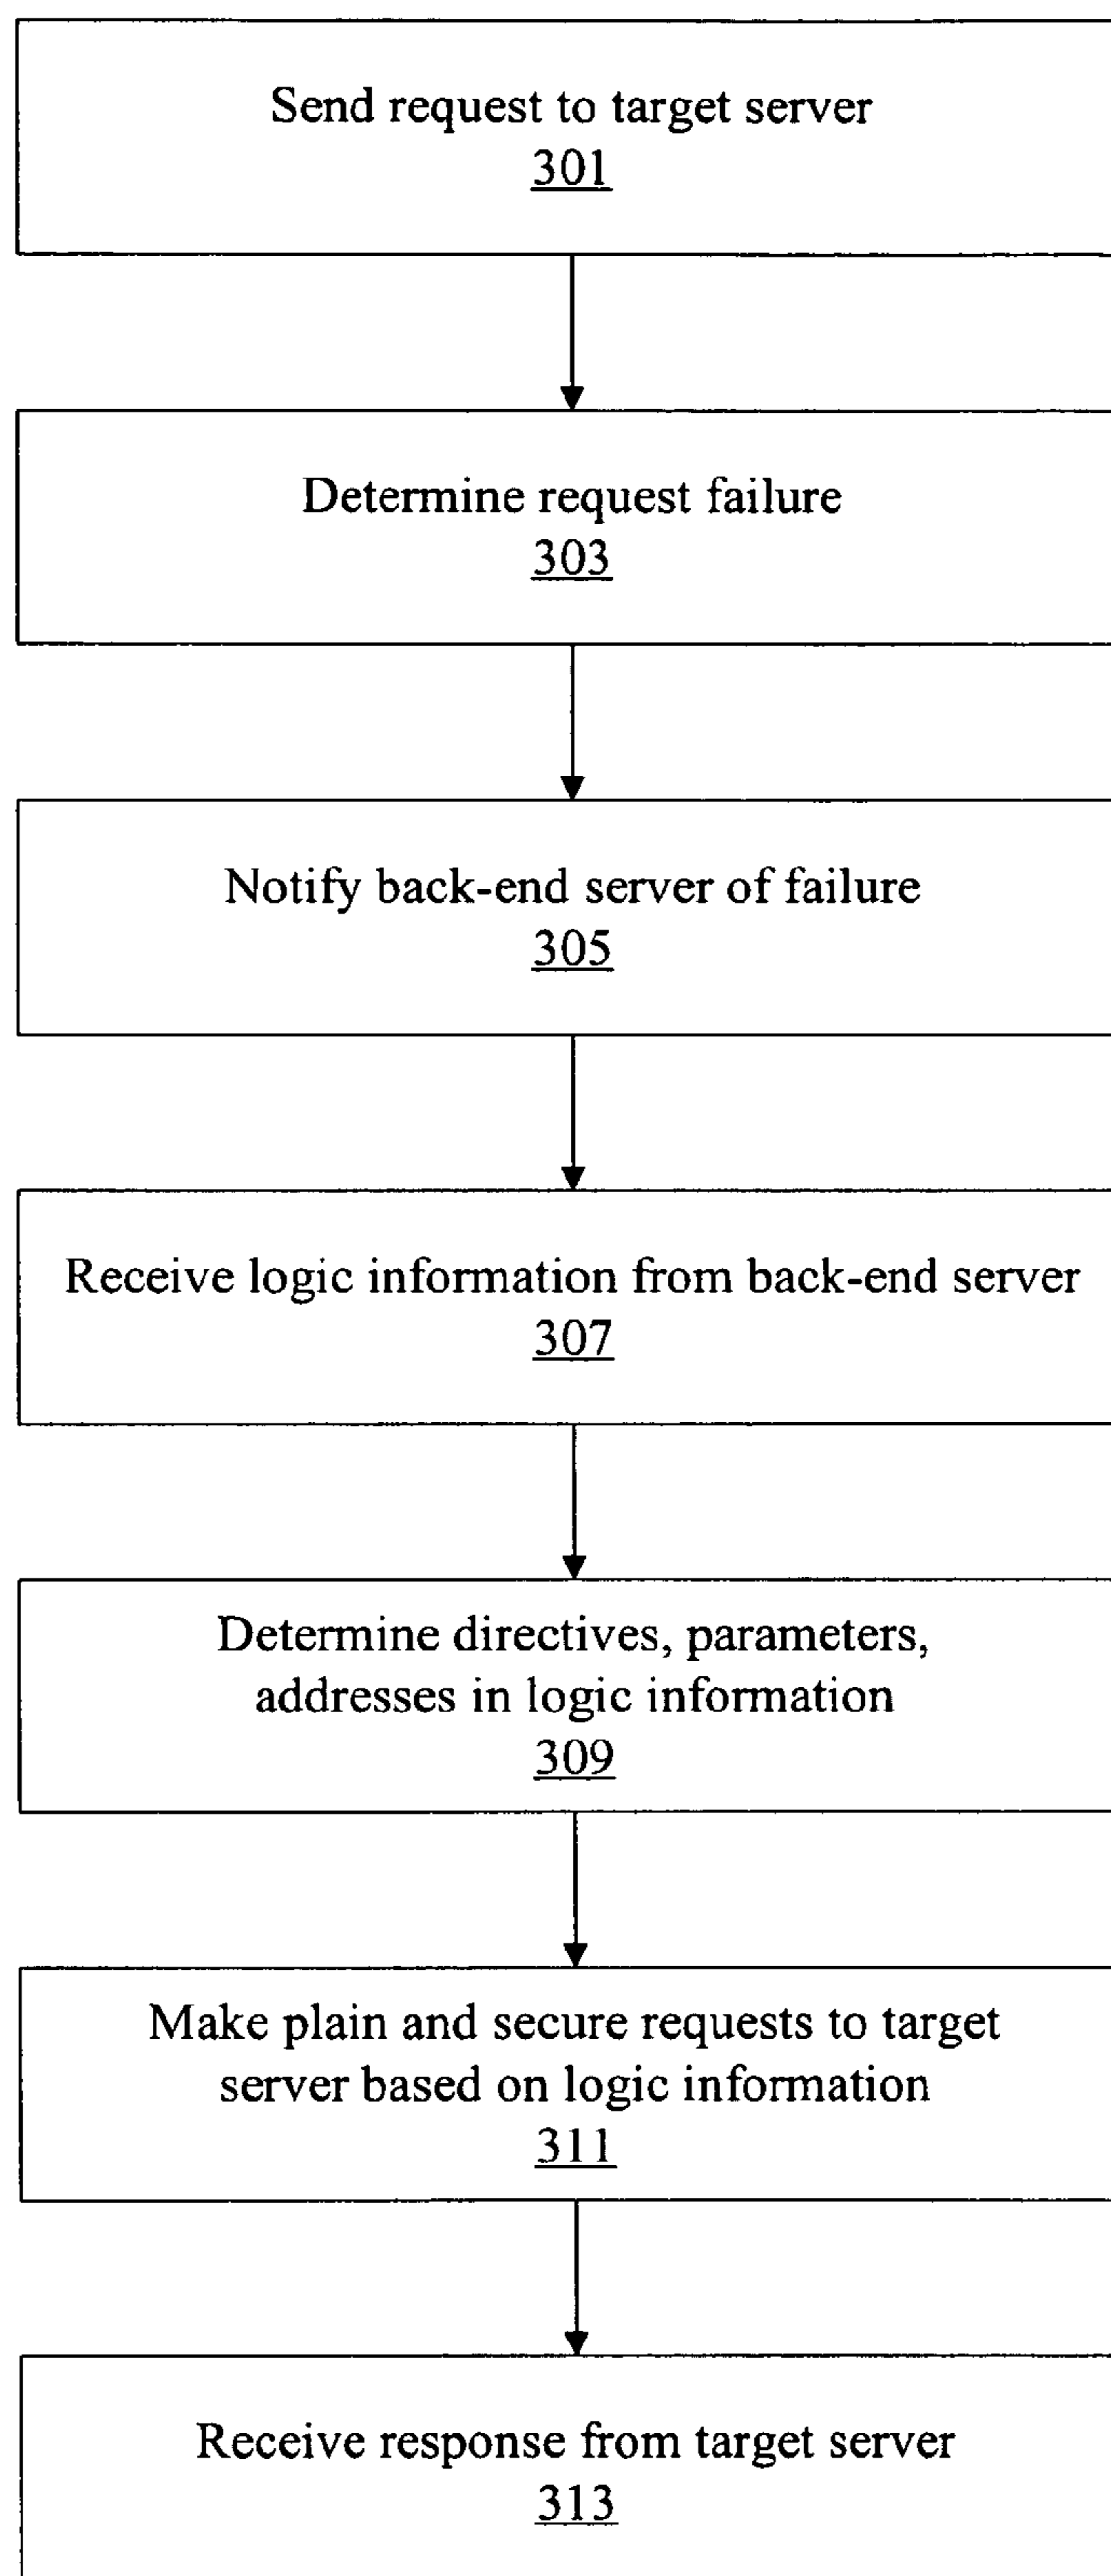 Send request to target server
301
Determine request failure
303
Notify back-end server of failure
305
Receive logic information from back-end server
307
Determine directives, parameters,
addresses in logic information
309
Make plain and secure requests to target
server based on logic information
311
Receive response from target server
313